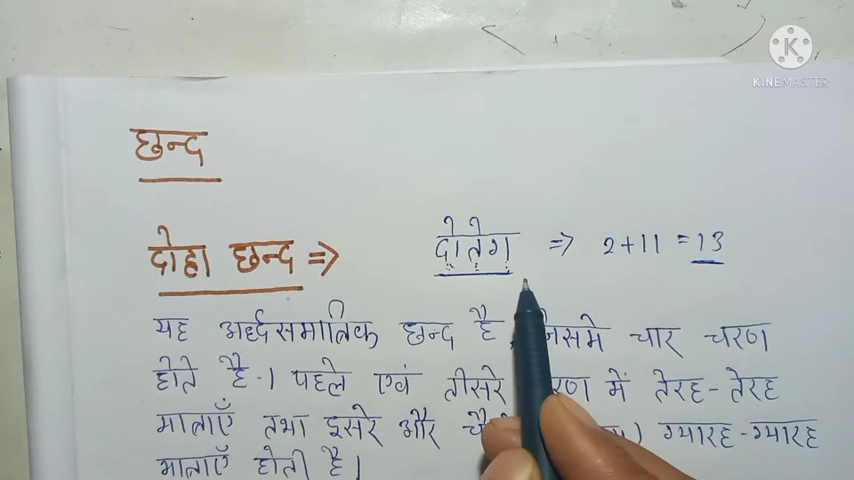 KINEMASTER
छन्द
दोहा छन्द ⇒ दोतेग ⇒ 2+11 = 13
यह अर्ध्दसमात्रिक छन्द है, जिसमे चार चरण
होते है। पहले एवं तीसरे चरण में तेरह-तेरह
मात्राएँ तथा दूसरे और ग्यारह-ग्यारह
मात्राएँ होती है।